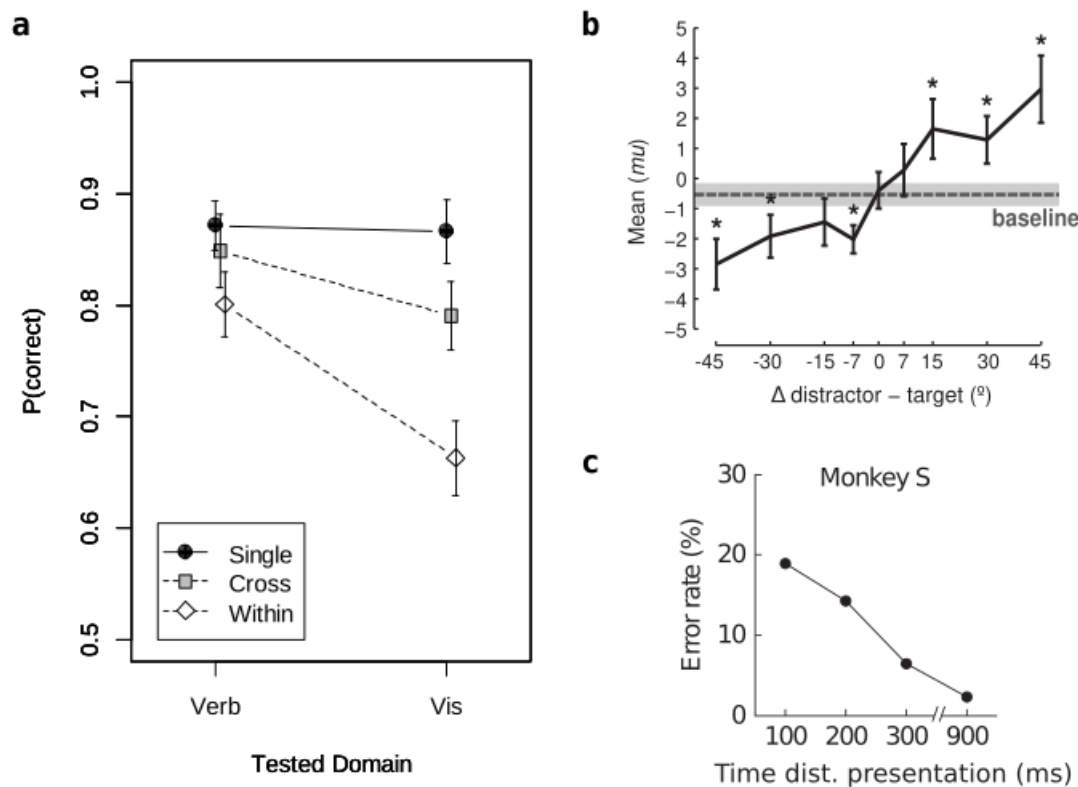 a
1.0
0.9
0.8
0.7
0.6
0.5
P(correct)
Single
Cross
Within
Verb Vis
Tested Domain
b
5
4
3
2
1
0
−1
−2
−3
−4
−5
Mean (mu)
* * * * *
baseline
-45 -30 -15 -7 0 7 15 30 45
Δ distractor − target (º)
c
Monkey S
30
20
10
0
Error rate (%)
100 200 300 900
Time dist. presentation (ms)